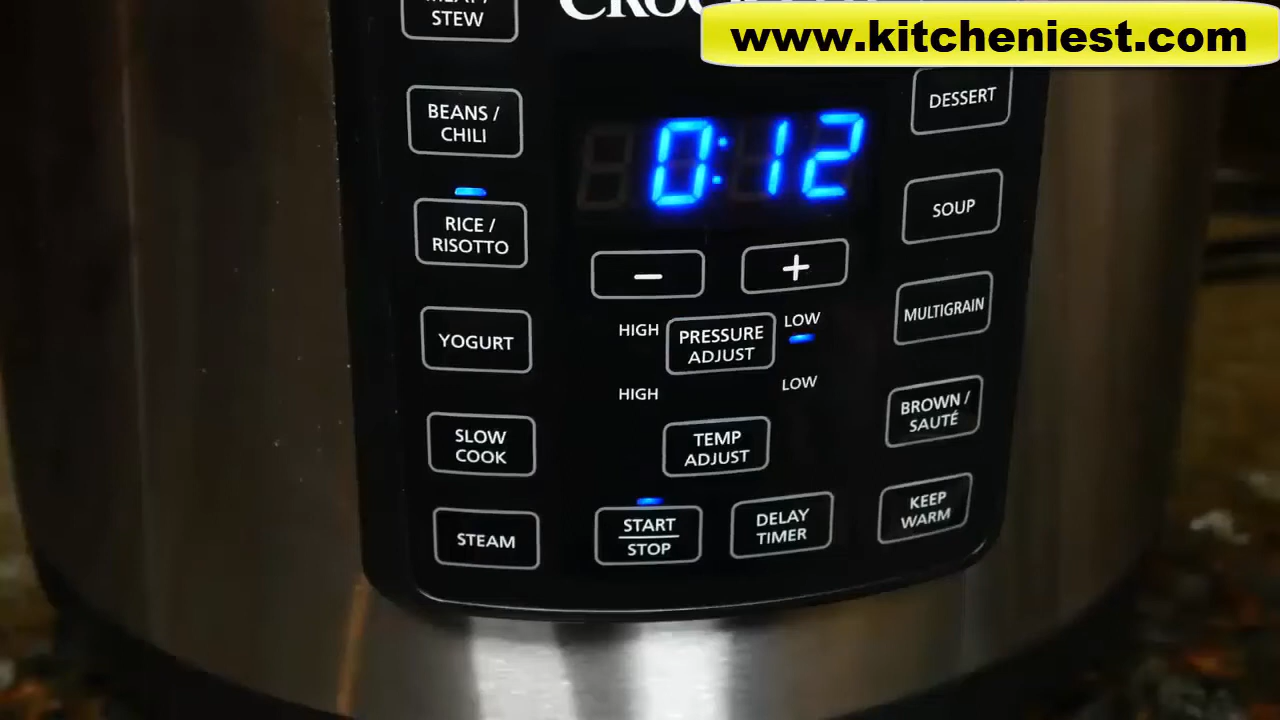 STEW
www.kitcheniest.com
BEANS /
CHILI
DESSERT
0:12
RICE /
RISOTTO
SOUP
− +
HIGH
PRESSURE
ADJUST
LOW
MULTIGRAIN
YOGURT
HIGH
LOW
BROWN /
SAUTÉ
SLOW
COOK
TEMP
ADJUST
KEEP
WARM
STEAM
START
STOP
DELAY
TIMER